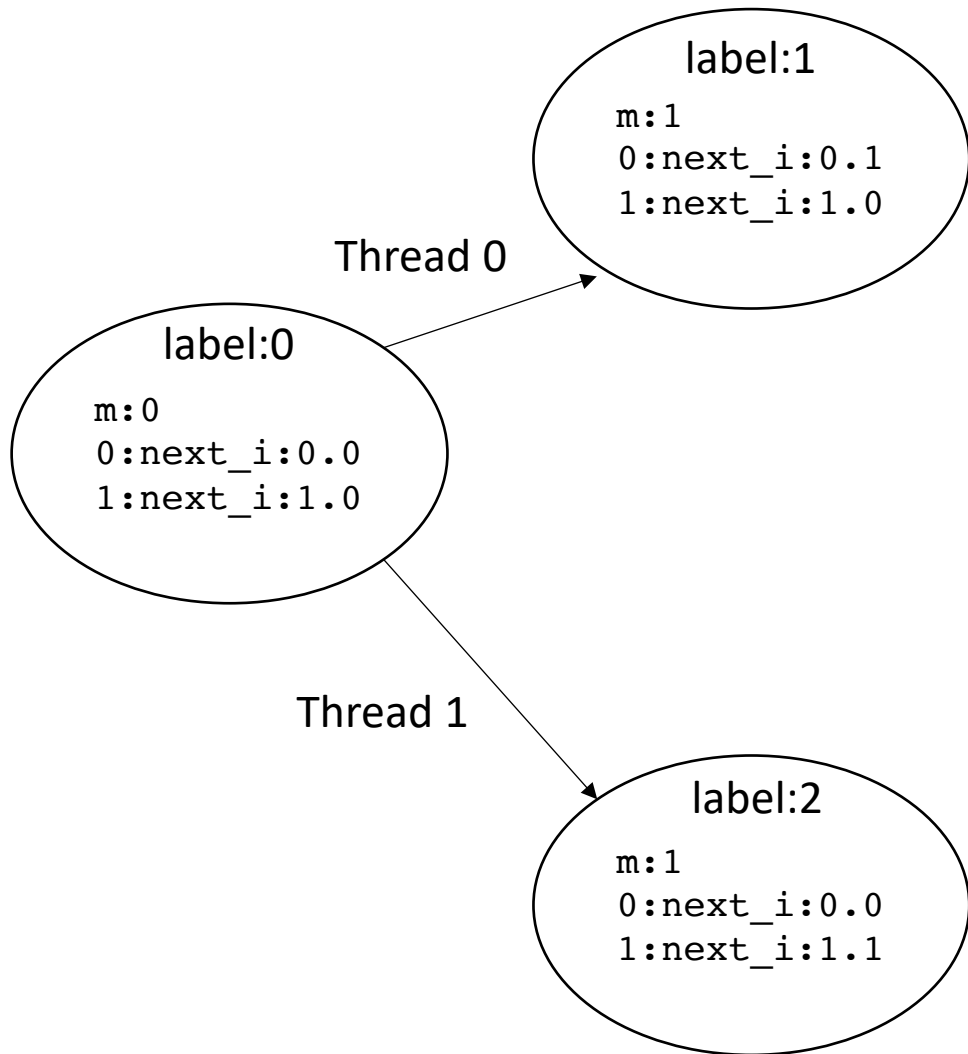 label:1
m:1
0:next_i:0.1
1:next_i:1.0
Thread 0
label:0
m:0
0:next_i:0.0
1:next_i:1.0
Thread 1
label:2
m:1
0:next_i:0.0
1:next_i:1.1